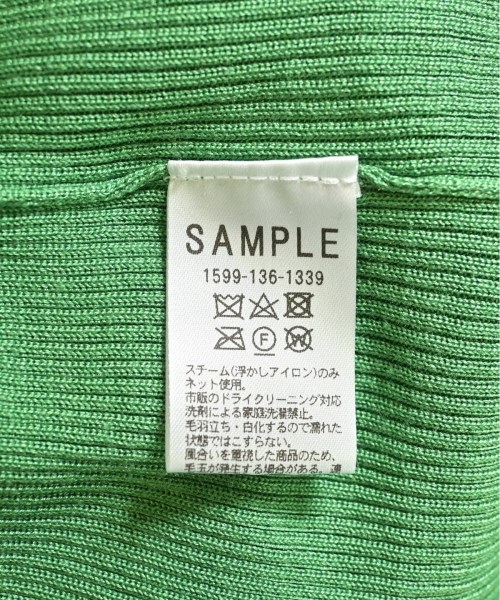 SAMPLE
1599-136-1339
F W
スチーム(浮かしアイロン)のみ
ネット使用。
市販のドライクリーニング対応
洗剤による家庭洗濯禁止。
毛羽立ち・白化するので濡れた
状態ではこすらない。
風合いを重視した商品のため、
毛玉が発生する場合がある。連